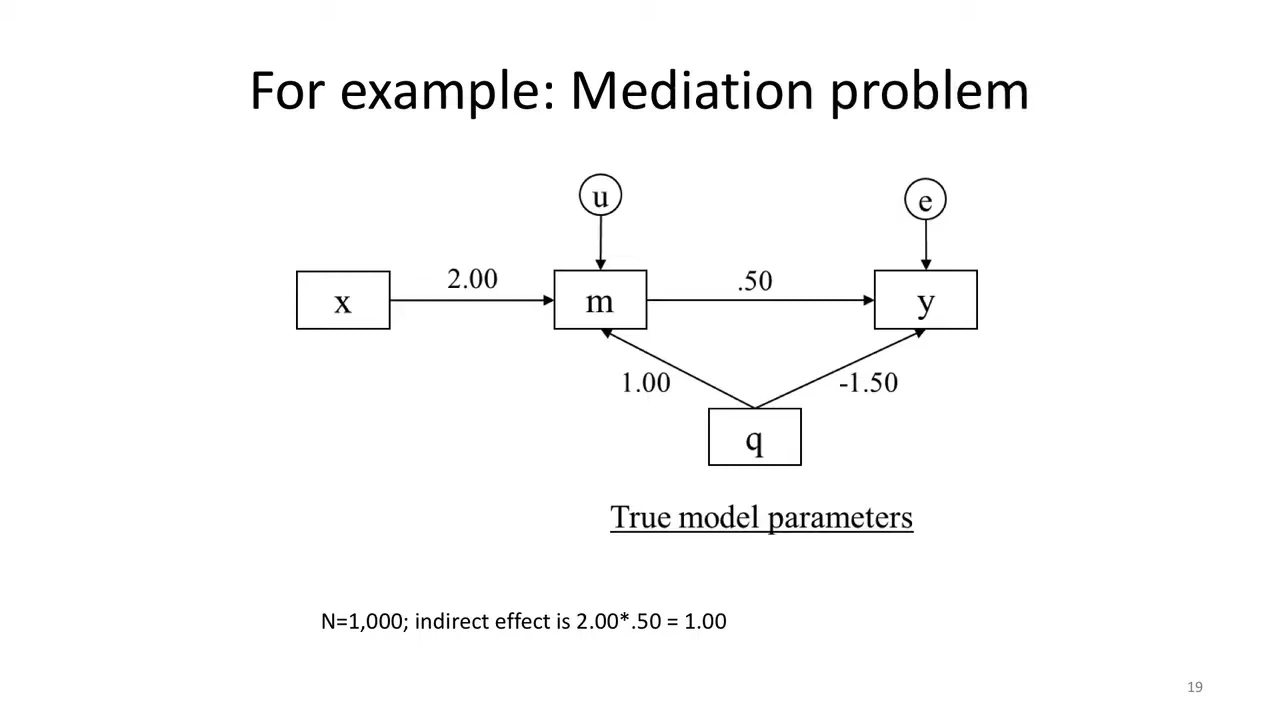 For example: Mediation problem
u
e
2.00
.50
x
m
y
1.00
-1.50
q
True model parameters
N=1,000; indirect effect is 2.00*.50 = 1.00
19